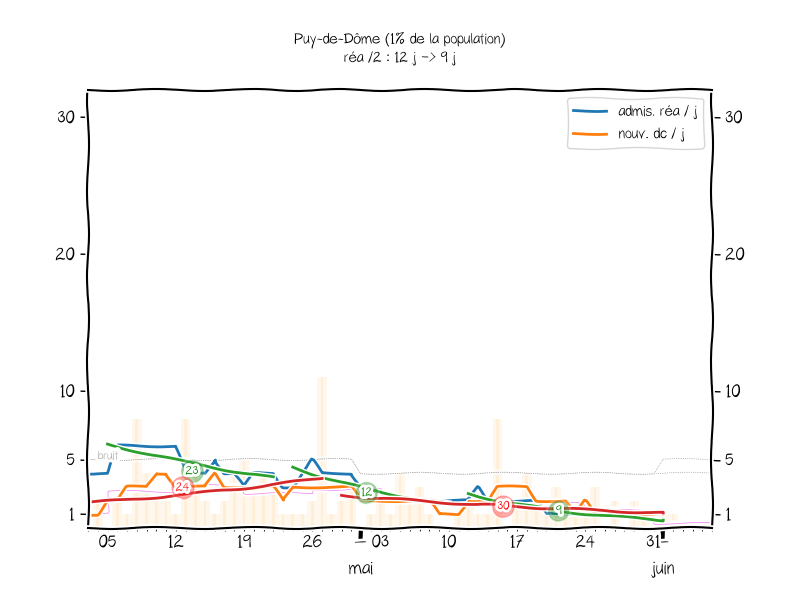 Puy-de-Dôme (1% de la population)
réa /2 : 12 j -> 9 j
admis. réa / j
nouv. dc / j
30
30
20
20
10
10
5
5
1
1
bruit
23
24
12
30
9
05 12 19 26 03 10 17 24 31
mai juin